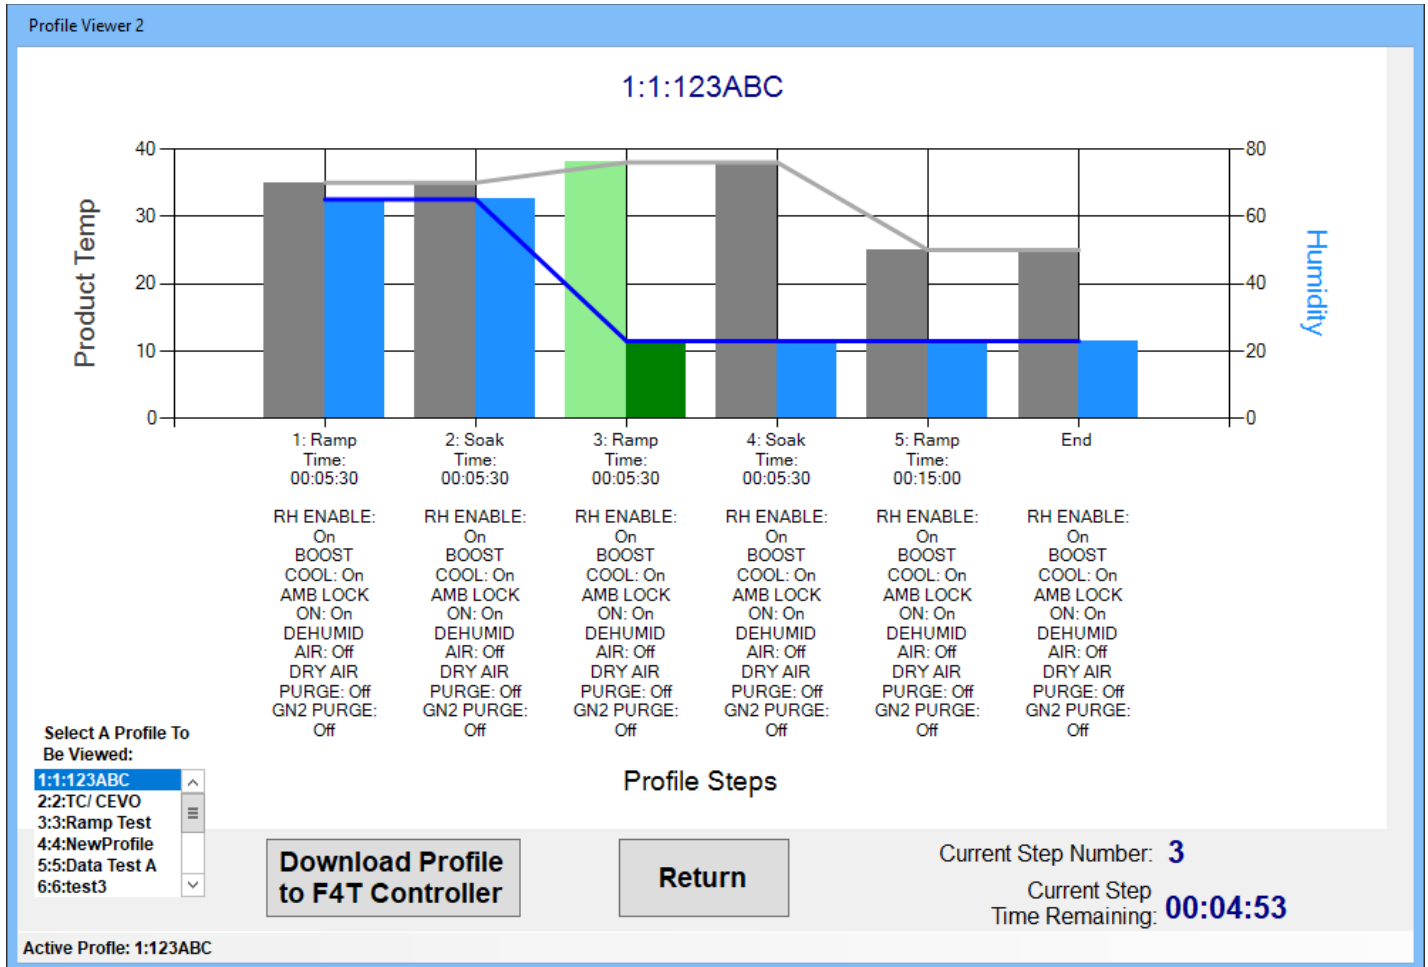 Profile Viewer 2
1:1:123ABC
Product Temp
40
30
20
10
0
80
60
40
20
0
Humidity
1: Ramp
Time:
00:05:30
RH ENABLE:
On
BOOST
COOL: On
AMB LOCK
ON: On
DEHUMID
AIR: Off
DRY AIR
PURGE: Off
GN2 PURGE:
Off
2: Soak
Time:
00:05:30
RH ENABLE:
On
BOOST
COOL: On
AMB LOCK
ON: On
DEHUMID
AIR: Off
DRY AIR
PURGE: Off
GN2 PURGE:
Off
3: Ramp
Time:
00:05:30
RH ENABLE:
On
BOOST
COOL: On
AMB LOCK
ON: On
DEHUMID
AIR: Off
DRY AIR
PURGE: Off
GN2 PURGE:
Off
4: Soak
Time:
00:05:30
RH ENABLE:
On
BOOST
COOL: On
AMB LOCK
ON: On
DEHUMID
AIR: Off
DRY AIR
PURGE: Off
GN2 PURGE:
Off
5: Ramp
Time:
00:15:00
RH ENABLE:
On
BOOST
COOL: On
AMB LOCK
ON: On
DEHUMID
AIR: Off
DRY AIR
PURGE: Off
GN2 PURGE:
Off
End
RH ENABLE:
On
BOOST
COOL: On
AMB LOCK
ON: On
DEHUMID
AIR: Off
DRY AIR
PURGE: Off
GN2 PURGE:
Off
Profile Steps
Select A Profile To
Be Viewed:
1:1:123ABC
2:2:TC/ CEVO
3:3:Ramp Test
4:4:NewProfile
5:5:Data Test A
6:6:test3
Download Profile
to F4T Controller
Return
Current Step Number: 3
Current Step
Time Remaining: 00:04:53
Active Profle: 1:123ABC